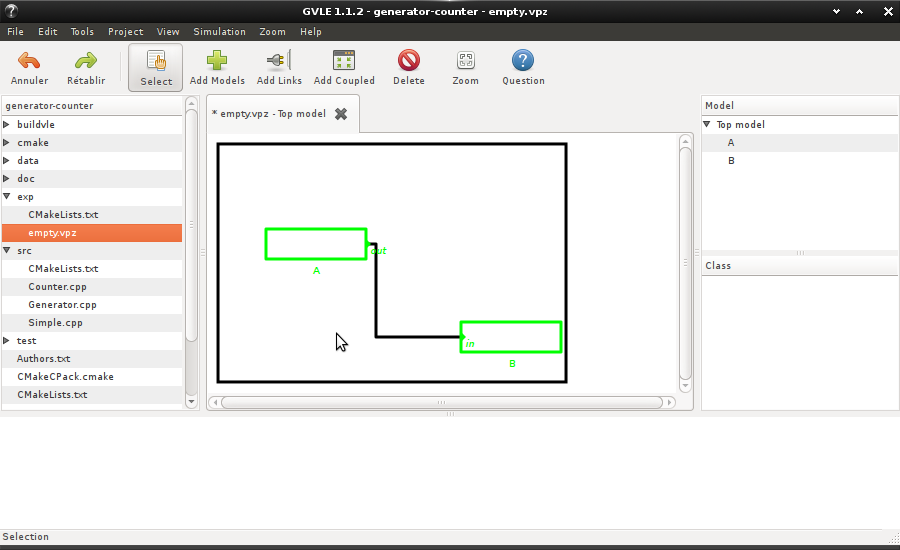 GVLE 1.1.2 - generator-counter - empty.vpz
File Edit Tools Project View Simulation Zoom Help
Annuler Rétablir Select Add Models Add Links Add Coupled Delete Zoom Question
generator-counter
buildvle
cmake
data
doc
exp
CMakeLists.txt
empty.vpz
src
CMakeLists.txt
Counter.cpp
Generator.cpp
Simple.cpp
test
Authors.txt
CMakeCPack.cmake
CMakeLists.txt
* empty.vpz - Top model
out
A
in
B
Model
Top model
A
B
Class
Selection